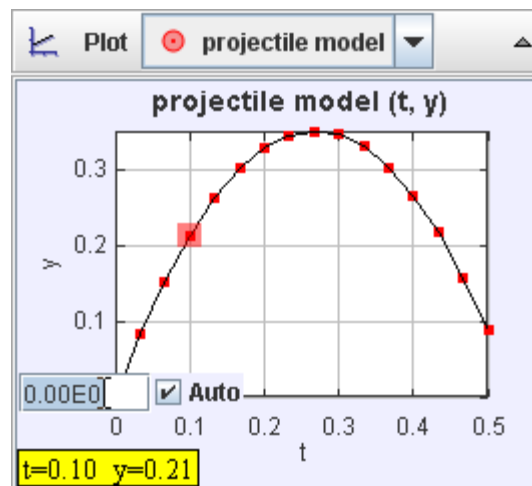 Plot projectile model
projectile model (t, y)
0.3
0.2
y
0.1
0.00E0 Auto
0 0.1 0.2 0.3 0.4 0.5
t
t=0.10 y=0.21